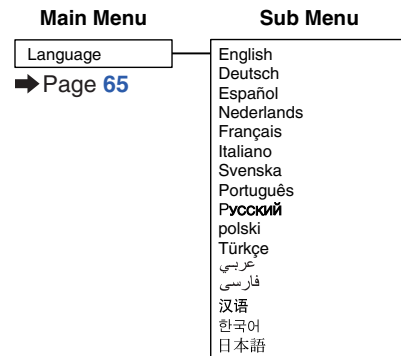 Main Menu
Sub Menu
Language
➡ Page 65
English
Deutsch
Español
Nederlands
Français
Italiano
Svenska
Português
Русский
polski
Türkçe
عربي
فارسی
汉语
한국어
日本語